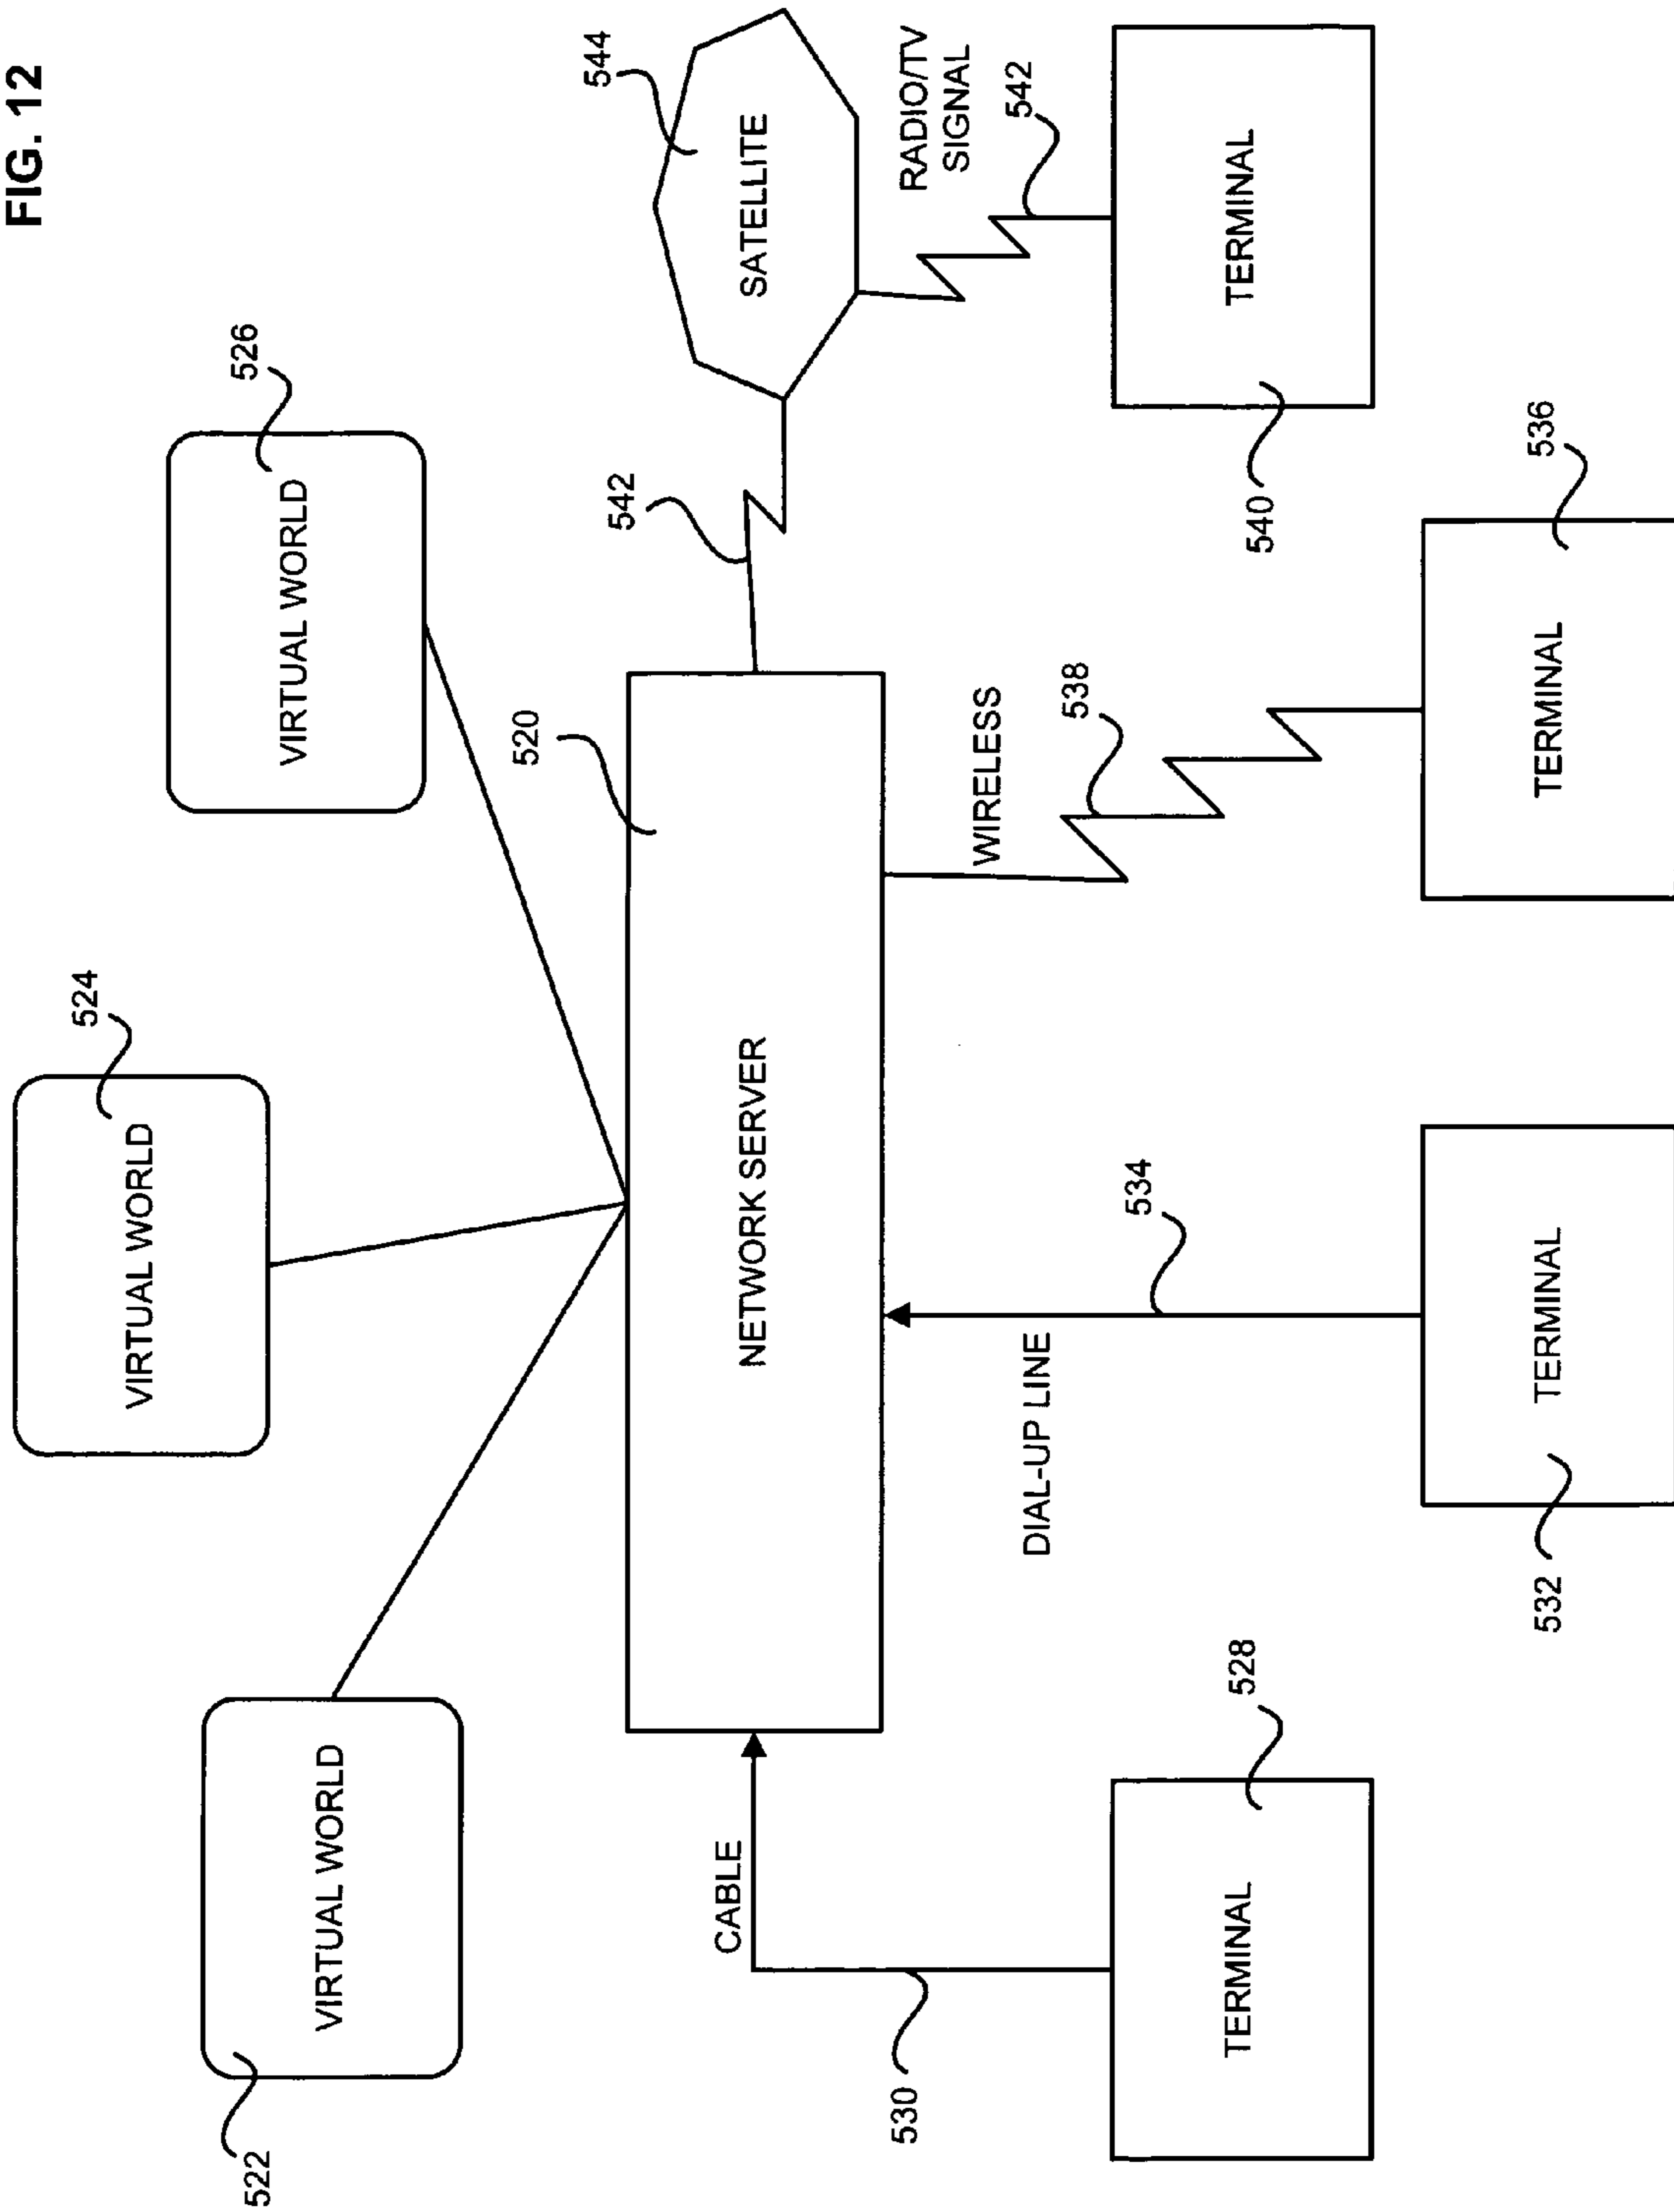 FIG. 12
524
VIRTUAL WORLD
526
VIRTUAL WORLD
522
VIRTUAL WORLD
544
SATELLITE
542
520
NETWORK SERVER
CABLE
530
DIAL-UP LINE
534
WIRELESS
538
RADIO/TV
SIGNAL
542
528
TERMINAL
532
TERMINAL
536
TERMINAL
540
TERMINAL